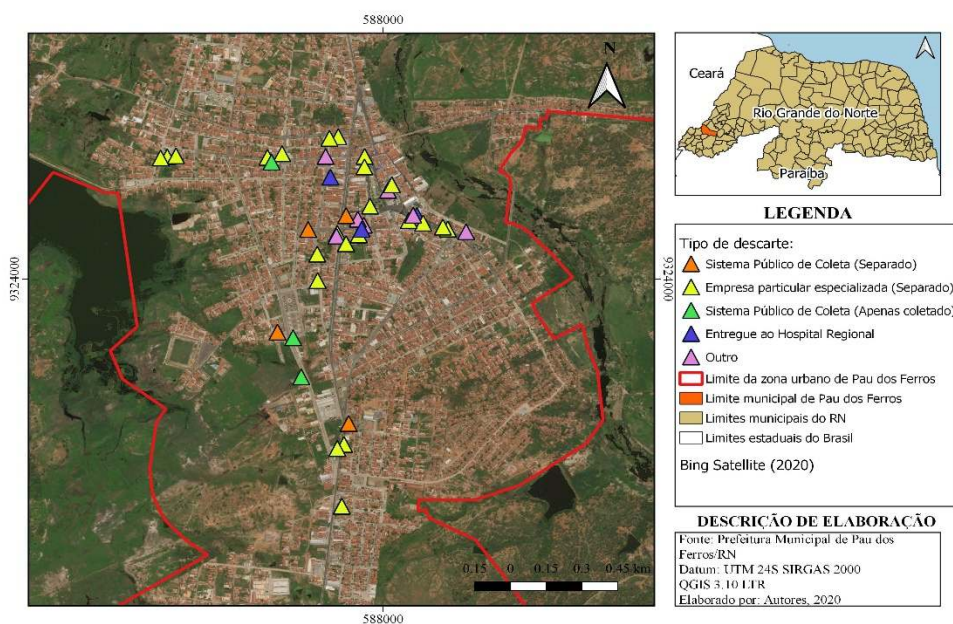 588000
N
9324000
9324000
0.15 0 0.15 0.3 0.45 km
588000
Ceará
Rio Grande do Norte
Paraíba
LEGENDA
Tipo de descarte:
Sistema Público de Coleta (Separado)
Empresa particular especializada (Separado)
Sistema Público de Coleta (Apenas coletado)
Entregue ao Hospital Regional
Outro
Limite da zona urbano de Pau dos Ferros
Limite municipal de Pau dos Ferros
Limites municipais do RN
Limites estaduais do Brasil
Bing Satellite (2020)
DESCRIÇÃO DE ELABORAÇÃO
Fonte: Prefeitura Municipal de Pau dos
Ferros/RN
Datum: UTM 24S SIRGAS 2000
QGIS 3.10 LTR
Elaborado por: Autores, 2020